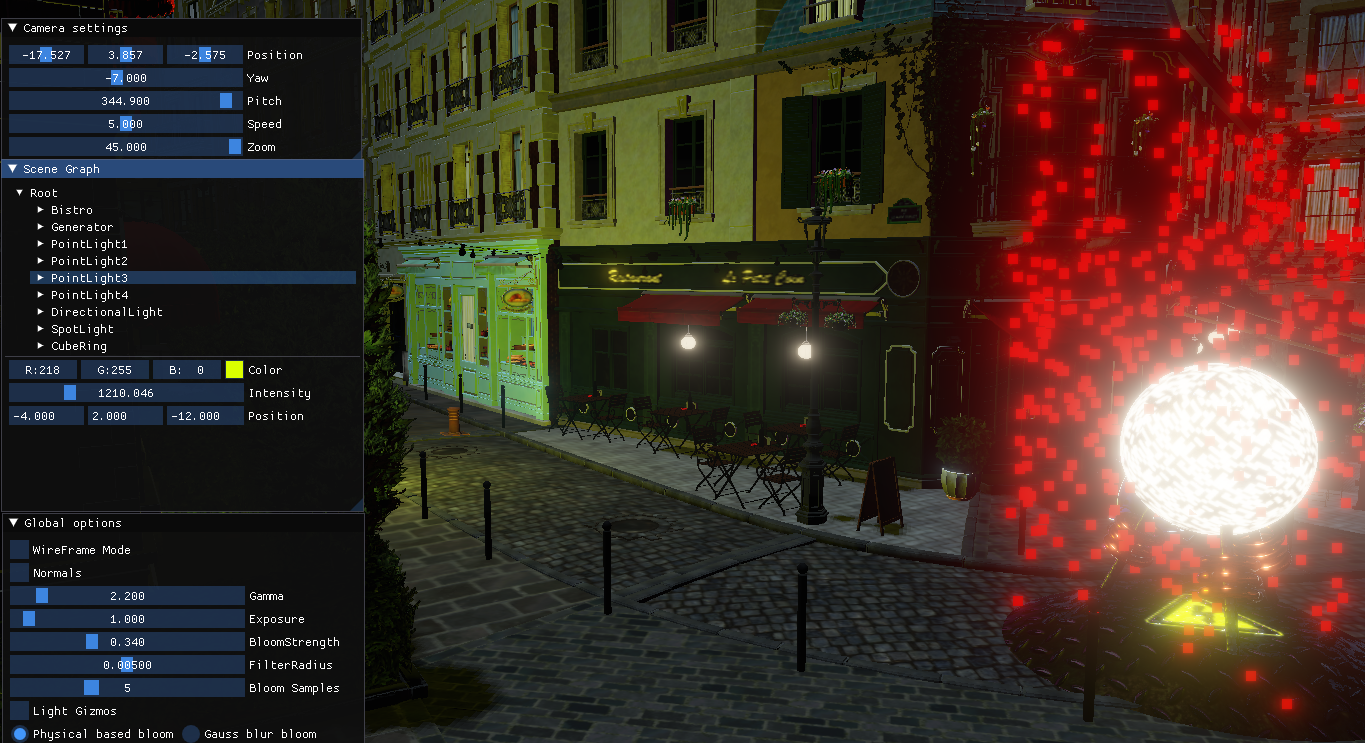 Camera settings
-17.527 3.857 -2.575 Position
-7.000 Yaw
344.900 Pitch
5.000 Speed
45.000 Zoom
Scene Graph
Root
Bistro
Generator
PointLight1
PointLight2
PointLight3
PointLight4
DirectionalLight
SpotLight
CubeRing
R:218 G:255 B: 0 Color
1210.046 Intensity
-4.000 2.000 -12.000 Position
Global options
WireFrame Mode
Normals
2.200 Gamma
1.000 Exposure
0.340 BloomStrength
0.00500 FilterRadius
5 Bloom Samples
Light Gizmos
Physical based bloom Gauss blur bloom